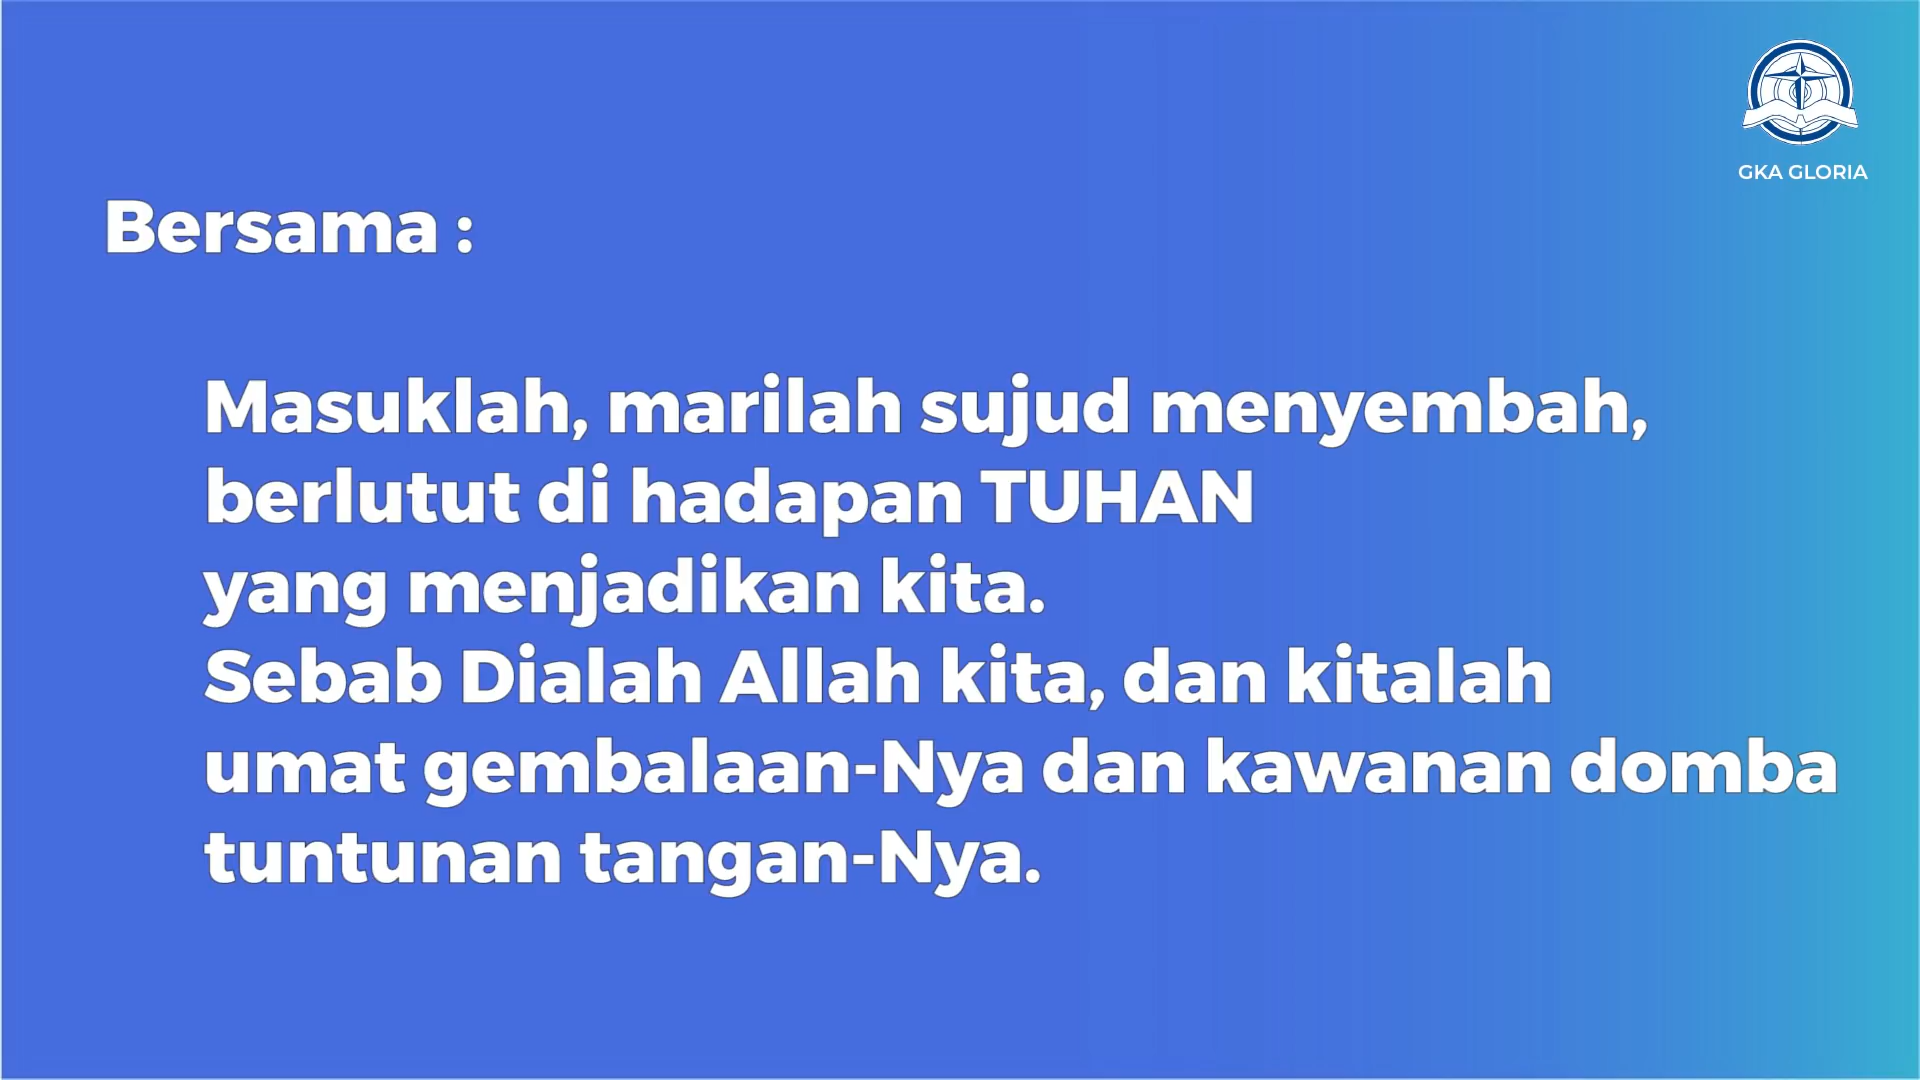 GKA GLORIA
Bersama :
Masuklah, marilah sujud menyembah,
berlutut di hadapan TUHAN
yang menjadikan kita.
Sebab Dialah Allah kita, dan kitalah
umat gembalaan-Nya dan kawanan domba
tuntunan tangan-Nya.